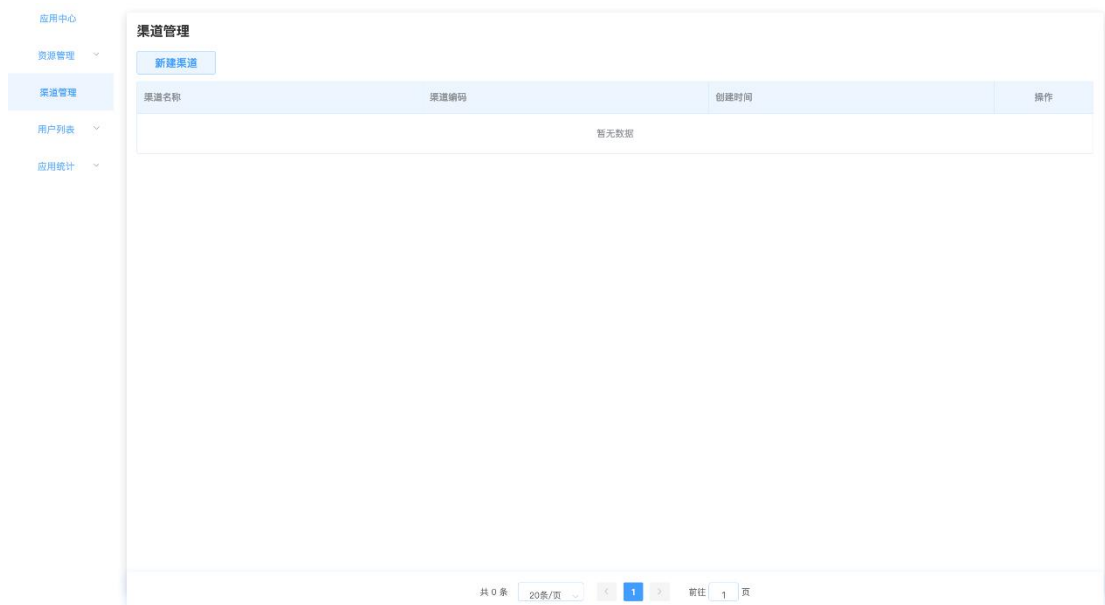 应用中心
资源管理
渠道管理
用户列表
应用统计
渠道管理
新建渠道
渠道名称 渠道编码 创建时间 操作
暂无数据
共 0 条 20条/页 1 前往 1 页